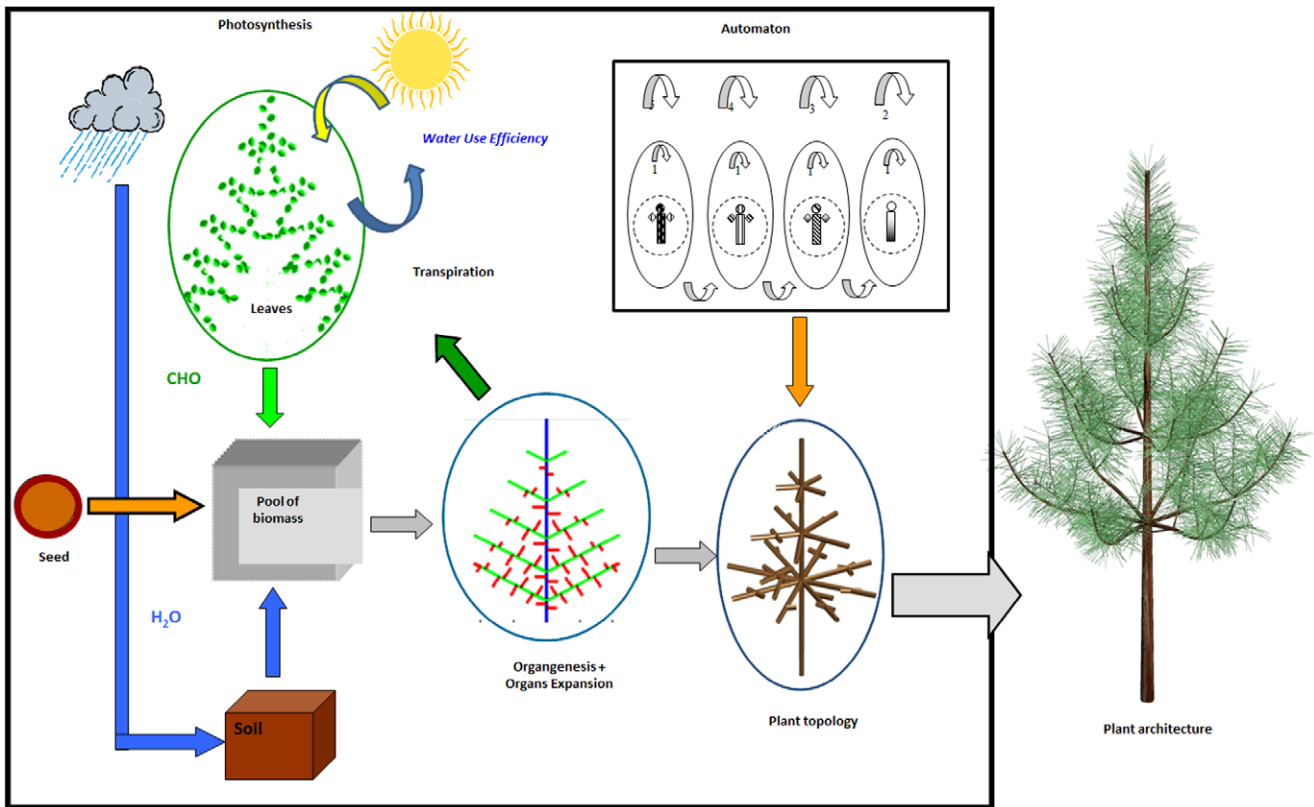 Photosynthesis
Automaton
5 4 3 2
Water Use Efficiency
1 1 1 1
Transpiration
Leaves
CHO
Pool of
biomass
Seed
H₂O
Organgenesis +
Organs Expansion
Soil
Plant topology
Plant architecture